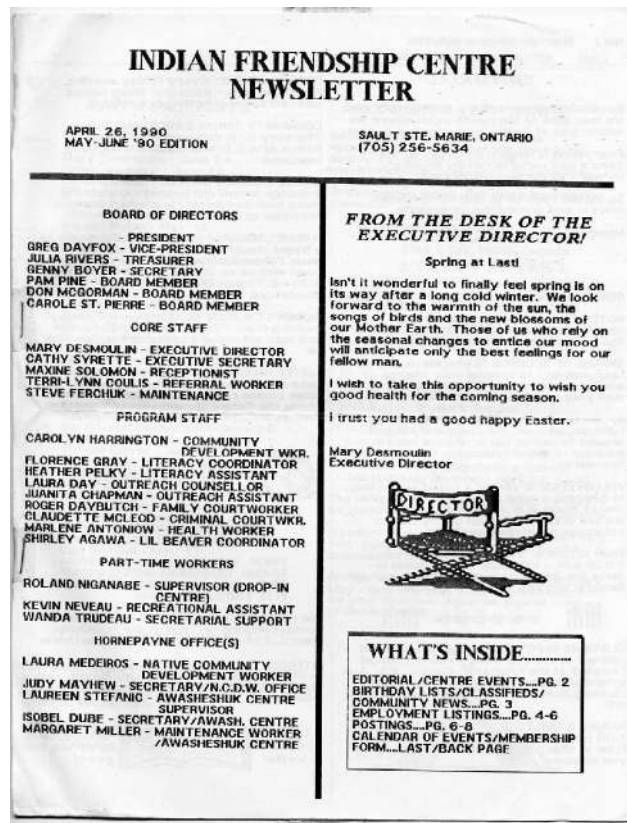 INDIAN FRIENDSHIP CENTRE
NEWSLETTER
APRIL 26, 1990
MAY-JUNE '90 EDITION
SAULT STE. MARIE, ONTARIO
(705) 256-5634
BOARD OF DIRECTORS
- PRESIDENT
GREG DAYFOX - VICE-PRESIDENT
JULIA RIVERS - TREASURER
GENNY BOYER - SECRETARY
PAM PINE - BOARD MEMBER
DON MCGORMAN - BOARD MEMBER
CAROLE ST. PIERRE - BOARD MEMBER
CORE STAFF
MARY DESMOULIN - EXECUTIVE DIRECTOR
CATHY SYRETTE - EXECUTIVE SECRETARY
MAXINE SOLOMON - RECEPTIONIST
TERRI-LYNN COULIS - REFERRAL WORKER
STEVE FERCHUK - MAINTENANCE
PROGRAM STAFF
CAROLYN HARRINGTON - COMMUNITY
DEVELOPMENT WKR.
FLORENCE GRAY - LITERACY COORDINATOR
HEATHER PELKY - LITERACY ASSISTANT
LAURA DAY - OUTREACH COUNSELLOR
JUANITA CHAPMAN - OUTREACH ASSISTANT
ROGER DAYBUTCH - FAMILY COURTWORKER
CLAUDETTE MCLEOD - CRIMINAL COURTWKR.
MARLENE ANTONIOW - HEALTH WORKER
SHIRLEY AGAWA - LIL BEAVER COORDINATOR
PART-TIME WORKERS
ROLAND NIGANABE - SUPERVISOR (DROP-IN
CENTRE)
KEVIN NEVEAU - RECREATIONAL ASSISTANT
WANDA TRUDEAU - SECRETARIAL SUPPORT
HORNEPAYNE OFFICE(S)
LAURA MEDEIROS - NATIVE COMMUNITY
DEVELOPMENT WORKER
JUDY MAYHEW - SECRETARY/N.C.D.W. OFFICE
LAUREEN STEFANIC - AWASHESHUK CENTRE
SUPERVISOR
ISOBEL DUBE - SECRETARY/AWASH. CENTRE
MARGARET MILLER - MAINTENANCE WORKER
/AWASHESHUK CENTRE
FROM THE DESK OF THE
EXECUTIVE DIRECTOR!
Spring at Last!
Isn't it wonderful to finally feel spring is on
its way after a long cold winter. We look
forward to the warmth of the sun, the
songs of birds and the new blossoms of
our Mother Earth. Those of us who rely on
the seasonal changes to entice our mood
will anticipate only the best feelings for our
fellow man.
I wish to take this opportunity to wish you
good health for the coming season.
I trust you had a good happy Easter.
Mary Desmoulin
Executive Director
DIRECTOR
WHAT'S INSIDE............
EDITORIAL/CENTRE EVENTS....PG. 2
BIRTHDAY LISTS/CLASSIFIEDS/
COMMUNITY NEWS....PG. 3
EMPLOYMENT LISTINGS....PG. 4-6
POSTINGS....PG. 6-8
CALENDAR OF EVENTS/MEMBERSHIP
FORM....LAST/BACK PAGE